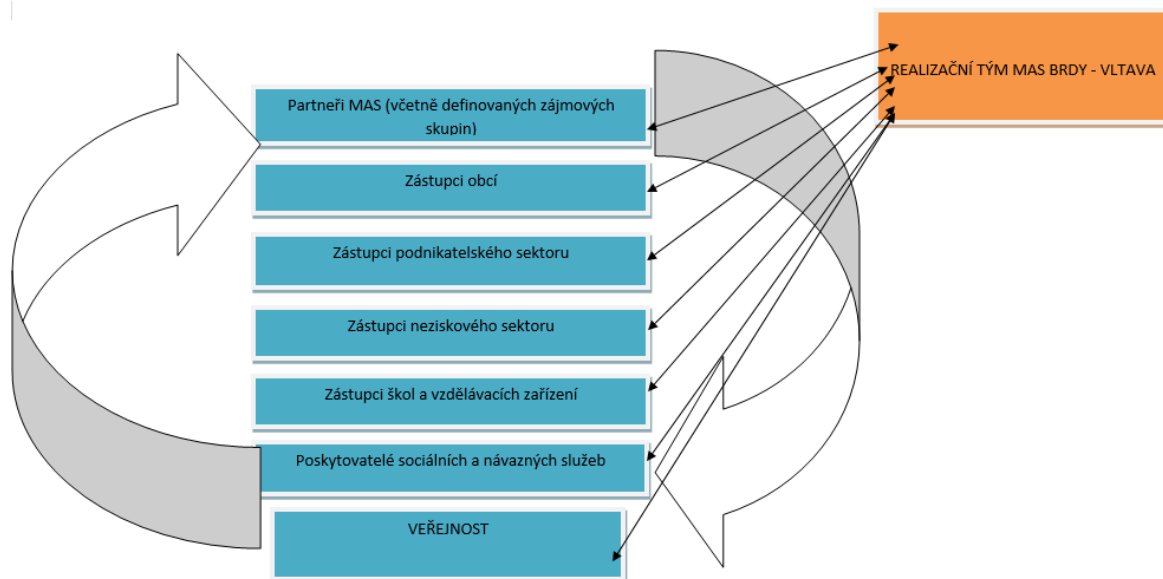 REALIZAČNÍ TÝM MAS BRDY - VLTAVA
Partneři MAS (včetně definovaných zájmových
skupin)
Zástupci obcí
Zástupci podnikatelského sektoru
Zástupci neziskového sektoru
Zástupci škol a vzdělávacích zařízení
Poskytovatelé sociálních a návazných služeb
VEŘEJNOST